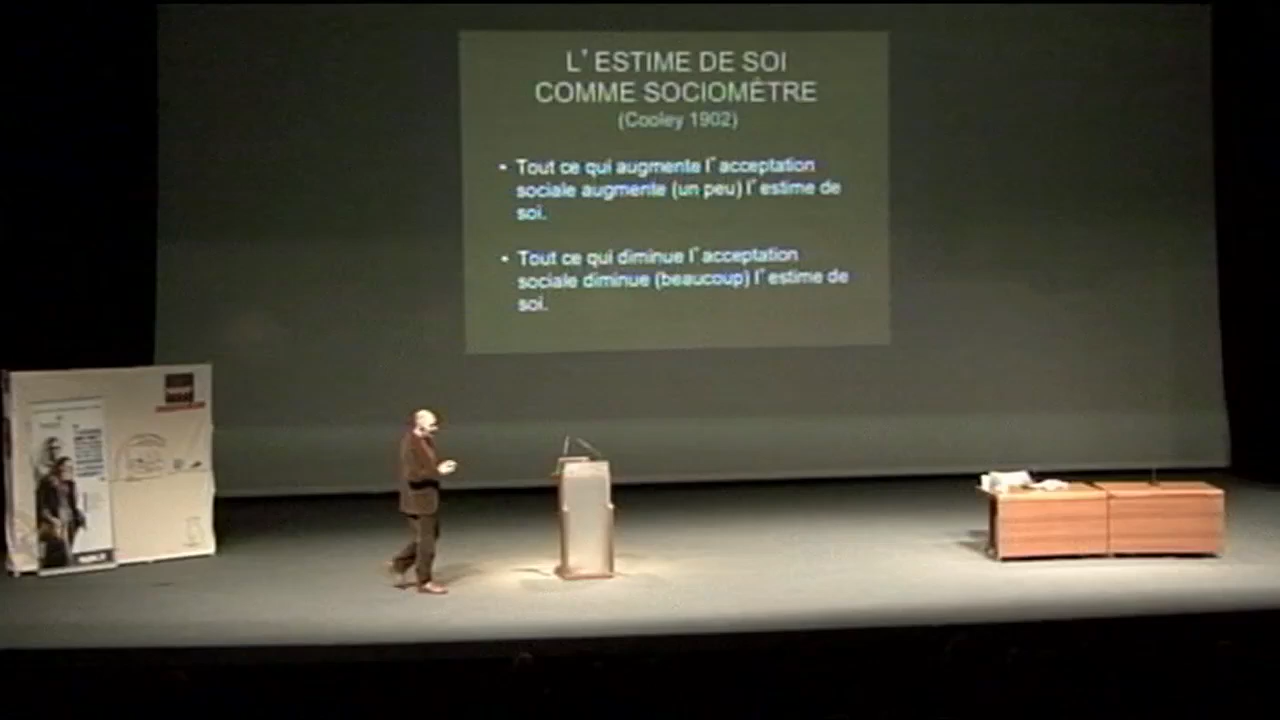 L'ESTIME DE SOI
COMME SOCIOMÈTRE
(Cooley 1902)
• Tout ce qui augmente l'acceptation
sociale augmente (un peu) l'estime de
soi.
• Tout ce qui diminue l'acceptation
sociale diminue (beaucoup) l'estime de
soi.